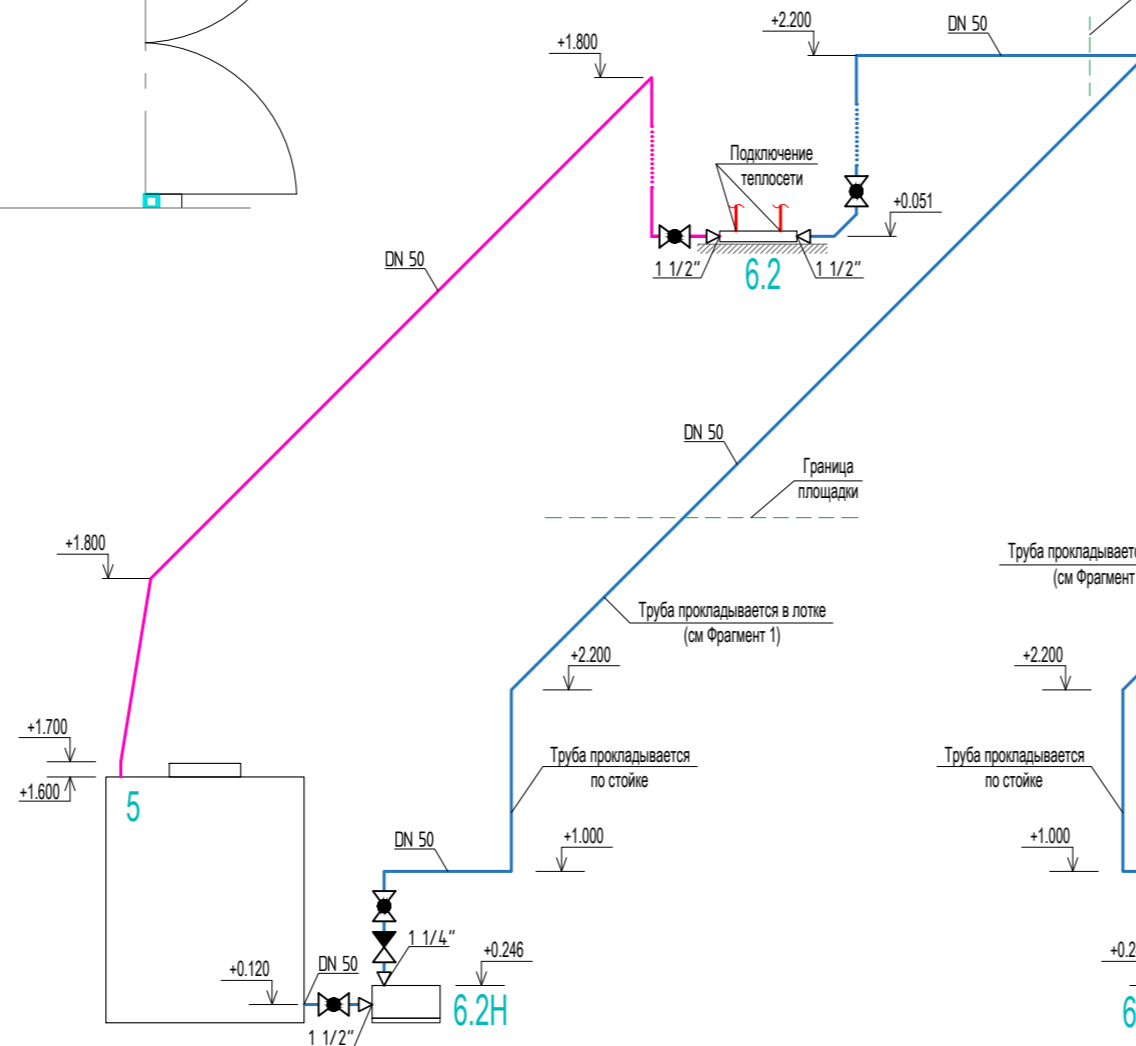 +2.200
DN 50
+1.800
Подключение
теплосети
+0.051
1 1/2"
6.2
1 1/2"
DN 50
DN 50
Граница
площадки
+1.800
(см Фрагмент
Труба прокладывается в лотке
(см Фрагмент 1)
+2.200
+2.200
+1.700
+1.600
5
Труба прокладывается
по стойке
Труба прокладывается
по стойке
DN 50
+1.000
+1.000
1 1/4"
+0.246
+0.120
DN 50
6.2Н
1 1/2"